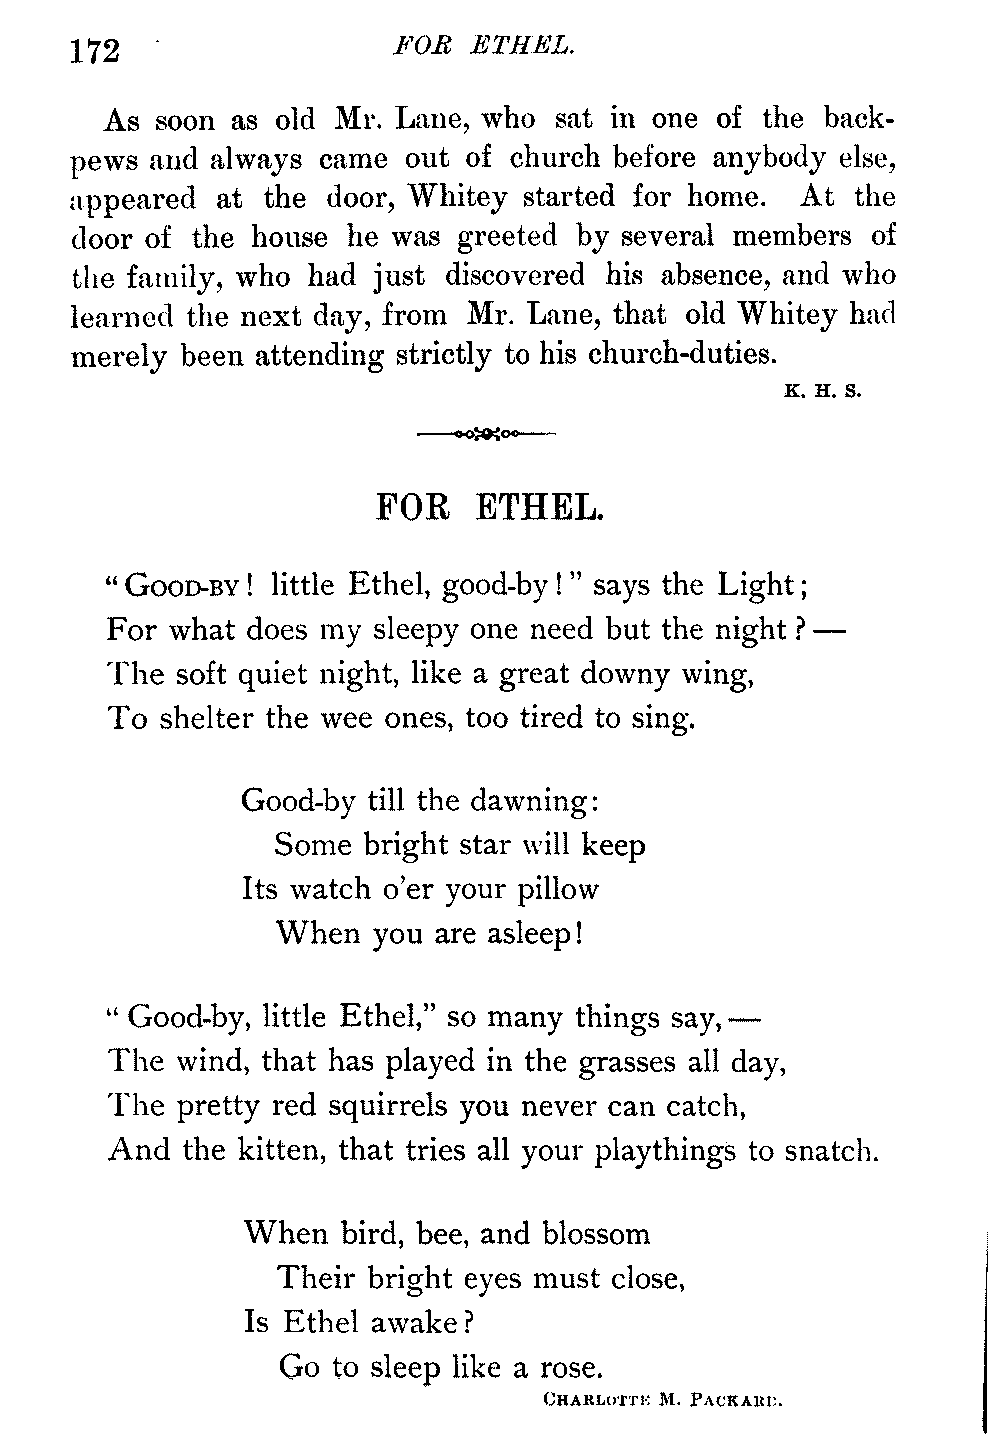 172 FOR ETHEL.
As soon as old Mr. Lane, who sat in one of the back-
pews and always came out of church before anybody else,
appeared at the door, Whitey started for home. At the
door of the house he was greeted by several members of
the family, who had just discovered his absence, and who
learned the next day, from Mr. Lane, that old Whitey had
merely been attending strictly to his church-duties.
K. H. S.
FOR ETHEL.
“GOOD-BY! little Ethel, good-by!” says the Light;
For what does my sleepy one need but the night?—
The soft quiet night, like a great downy wing,
To shelter the wee ones, too tired to sing.
Good-by till the dawning:
Some bright star will keep
Its watch o’er your pillow
When you are asleep!
“Good-by, little Ethel,” so many things say,—
The wind, that has played in the grasses all day,
The pretty red squirrels you never can catch,
And the kitten, that tries all your playthings to snatch.
When bird, bee, and blossom
Their bright eyes must close,
Is Ethel awake?
Go to sleep like a rose.
CHARLOTTE M. PACKARD.